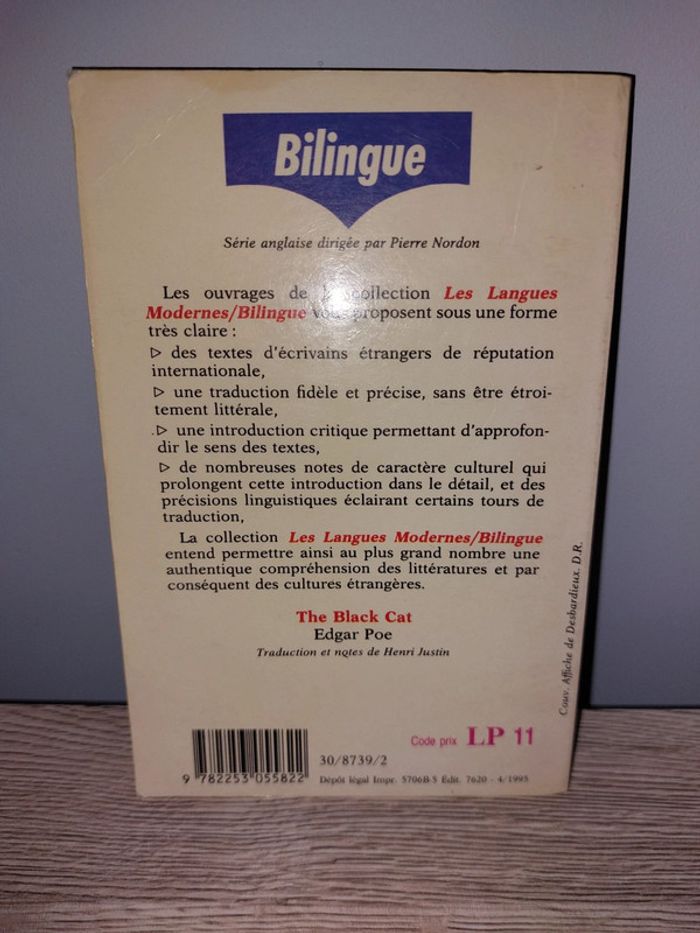 Bilingue
Série anglaise dirigée par Pierre Nordon
Les ouvrages de la collection Les Langues
Modernes/Bilingue vous proposent sous une forme
très claire :
▷ des textes d'écrivains étrangers de réputation
internationale,
▷ une traduction fidèle et précise, sans être étroi-
tement littérale,
▷ une introduction critique permettant d'approfon-
dir le sens des textes,
▷ de nombreuses notes de caractère culturel qui
prolongent cette introduction dans le détail, et des
précisions linguistiques éclairant certains tours de
traduction,
La collection Les Langues Modernes/Bilingue
entend permettre ainsi au plus grand nombre une
authentique compréhension des littératures et par
conséquent des cultures étrangères.
The Black Cat
Edgar Poe
Traduction et notes de Henri Justin
Couv. Affiche de Desbardieux. D.R.
Code prix LP 11
30/8739/2
9 782253 055822
Dépôt légal Impr. 5706B-5 Édit. 7620 - 4/1995